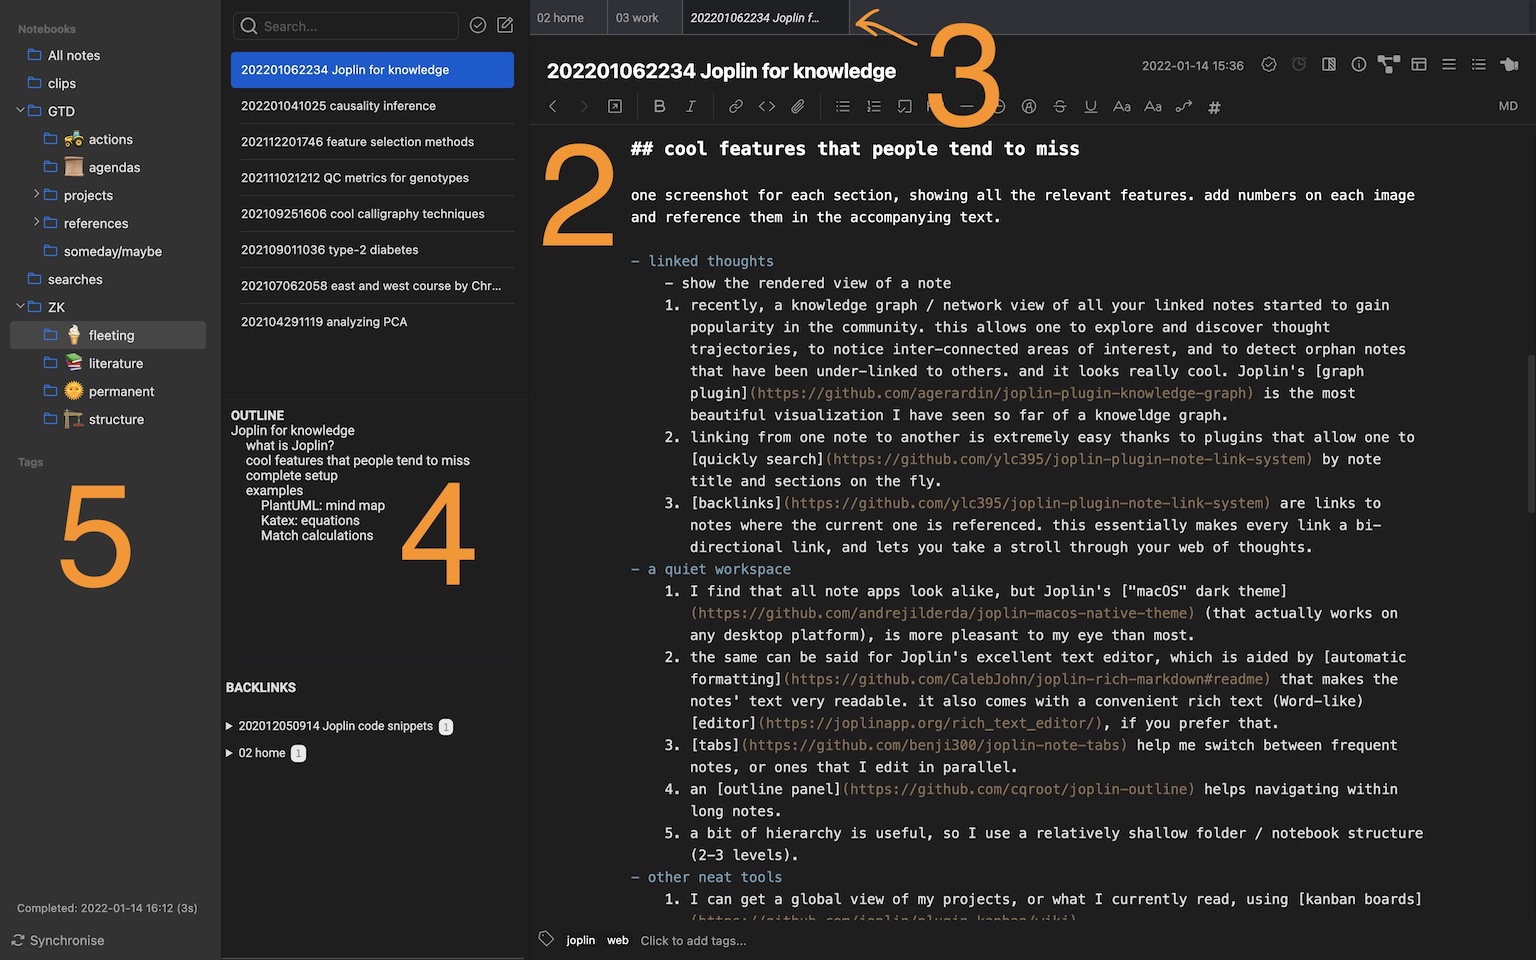 Notebooks
All notes
clips
GTD
actions
agendas
projects
references
someday/maybe
searches
ZK
fleeting
literature
permanent
structure
Tags
5
Completed: 2022-01-14 16:12 (3s)
Synchronise
Search...
202201062234 Joplin for knowledge
202201041025 causality inference
202112201746 feature selection methods
202111021212 QC metrics for genotypes
202109251606 cool calligraphy techniques
202109011036 type-2 diabetes
202107062058 east and west course by Chr...
202104291119 analyzing PCA
OUTLINE
Joplin for knowledge
what is Joplin?
cool features that people tend to miss
complete setup
examples
PlantUML: mind map
Katex: equations
Match calculations
4
BACKLINKS
202012050914 Joplin code snippets 1
02 home 1
02 home
03 work
202201062234 Joplin f...
3
202201062234 Joplin for knowledge
2022-01-14 15:36
B I Aa Aa #
MD
2
## cool features that people tend to miss
one screenshot for each section, showing all the relevant features. add numbers on each image
and reference them in the accompanying text.
- linked thoughts
- show the rendered view of a note
1. recently, a knowledge graph / network view of all your linked notes started to gain
popularity in the community. this allows one to explore and discover thought
trajectories, to notice inter-connected areas of interest, and to detect orphan notes
that have been under-linked to others. and it looks really cool. Joplin's [graph
plugin](https://github.com/agerardin/joplin-plugin-knowledge-graph) is the most
beautiful visualization I have seen so far of a knoweldge graph.
2. linking from one note to another is extremely easy thanks to plugins that allow one to
[quickly search](https://github.com/ylc395/joplin-plugin-note-link-system) by note
title and sections on the fly.
3. [backlinks](https://github.com/ylc395/joplin-plugin-note-link-system) are links to
notes where the current one is referenced. this essentially makes every link a bi-
directional link, and lets you take a stroll through your web of thoughts.
- a quiet workspace
1. I find that all note apps look alike, but Joplin's ["macOS" dark theme]
(https://github.com/andrejilderda/joplin-macos-native-theme) (that actually works on
any desktop platform), is more pleasant to my eye than most.
2. the same can be said for Joplin's excellent text editor, which is aided by [automatic
formatting](https://github.com/CalebJohn/joplin-rich-markdown#readme) that makes the
notes' text very readable. it also comes with a convenient rich text (Word-like)
[editor](https://joplinapp.org/rich_text_editor/), if you prefer that.
3. [tabs](https://github.com/benji300/joplin-note-tabs) help me switch between frequent
notes, or ones that I edit in parallel.
4. an [outline panel](https://github.com/cqroot/joplin-outline) helps navigating within
long notes.
5. a bit of hierarchy is useful, so I use a relatively shallow folder / notebook structure
(2-3 levels).
- other neat tools
1. I can get a global view of my projects, or what I currently read, using [kanban boards]
(https://github.com/joplin/plugin-kanban/wiki)
joplin web Click to add tags...